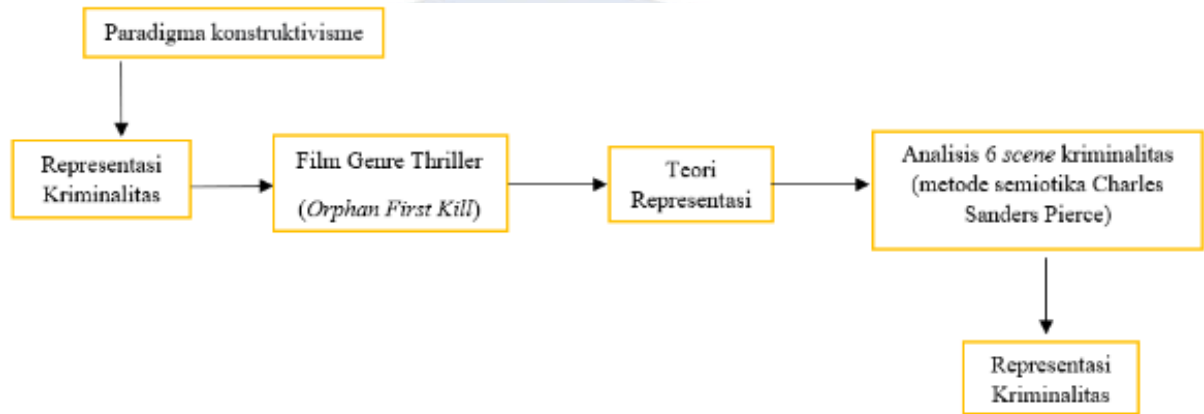 Paradigma konstruktivisme
Representasi
Kriminalitas
Film Genre Thriller
(Orphan First Kill)
Teori
Representasi
Analisis 6 scene kriminalitas
(metode semiotika Charles
Sanders Pierce)
Representasi
Kriminalitas